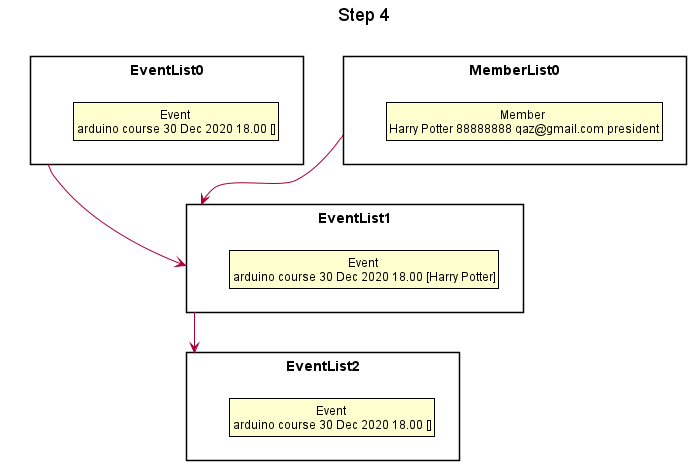 Step 4
EventList0
Event
arduino course 30 Dec 2020 18.00 []
MemberList0
Member
Harry Potter 88888888 qaz@gmail.com president
EventList1
Event
arduino course 30 Dec 2020 18.00 [Harry Potter]
EventList2
Event
arduino course 30 Dec 2020 18.00 []